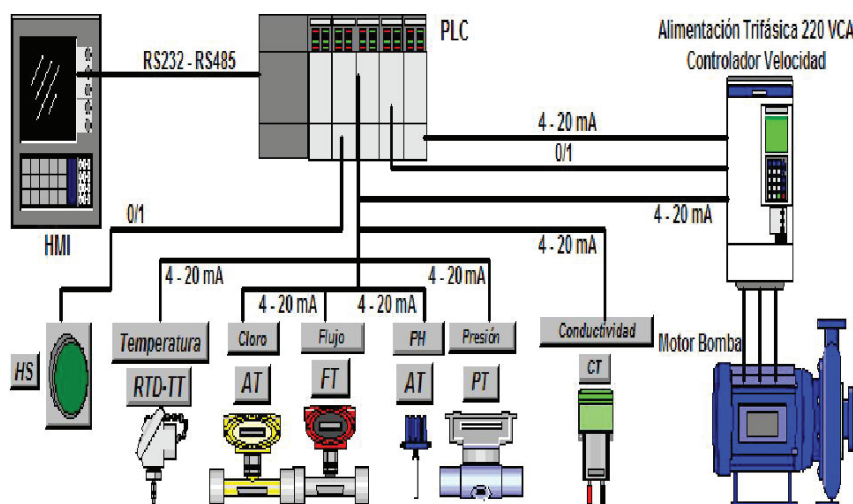 PLC
Alimentación Trifásica 220 VCA
Controlador Velocidad
RS232 - RS485
4 - 20 mA
0/1
HMI
0/1
4 - 20 mA
4 - 20 mA
4 - 20 mA
4 - 20 mA
4 - 20 mA
4 - 20 mA
HS
Temperatura
Cloro
Flujo
PH
Presión
Conductividad
Motor Bomba
RTD-TT
AT
FT
AT
PT
CT